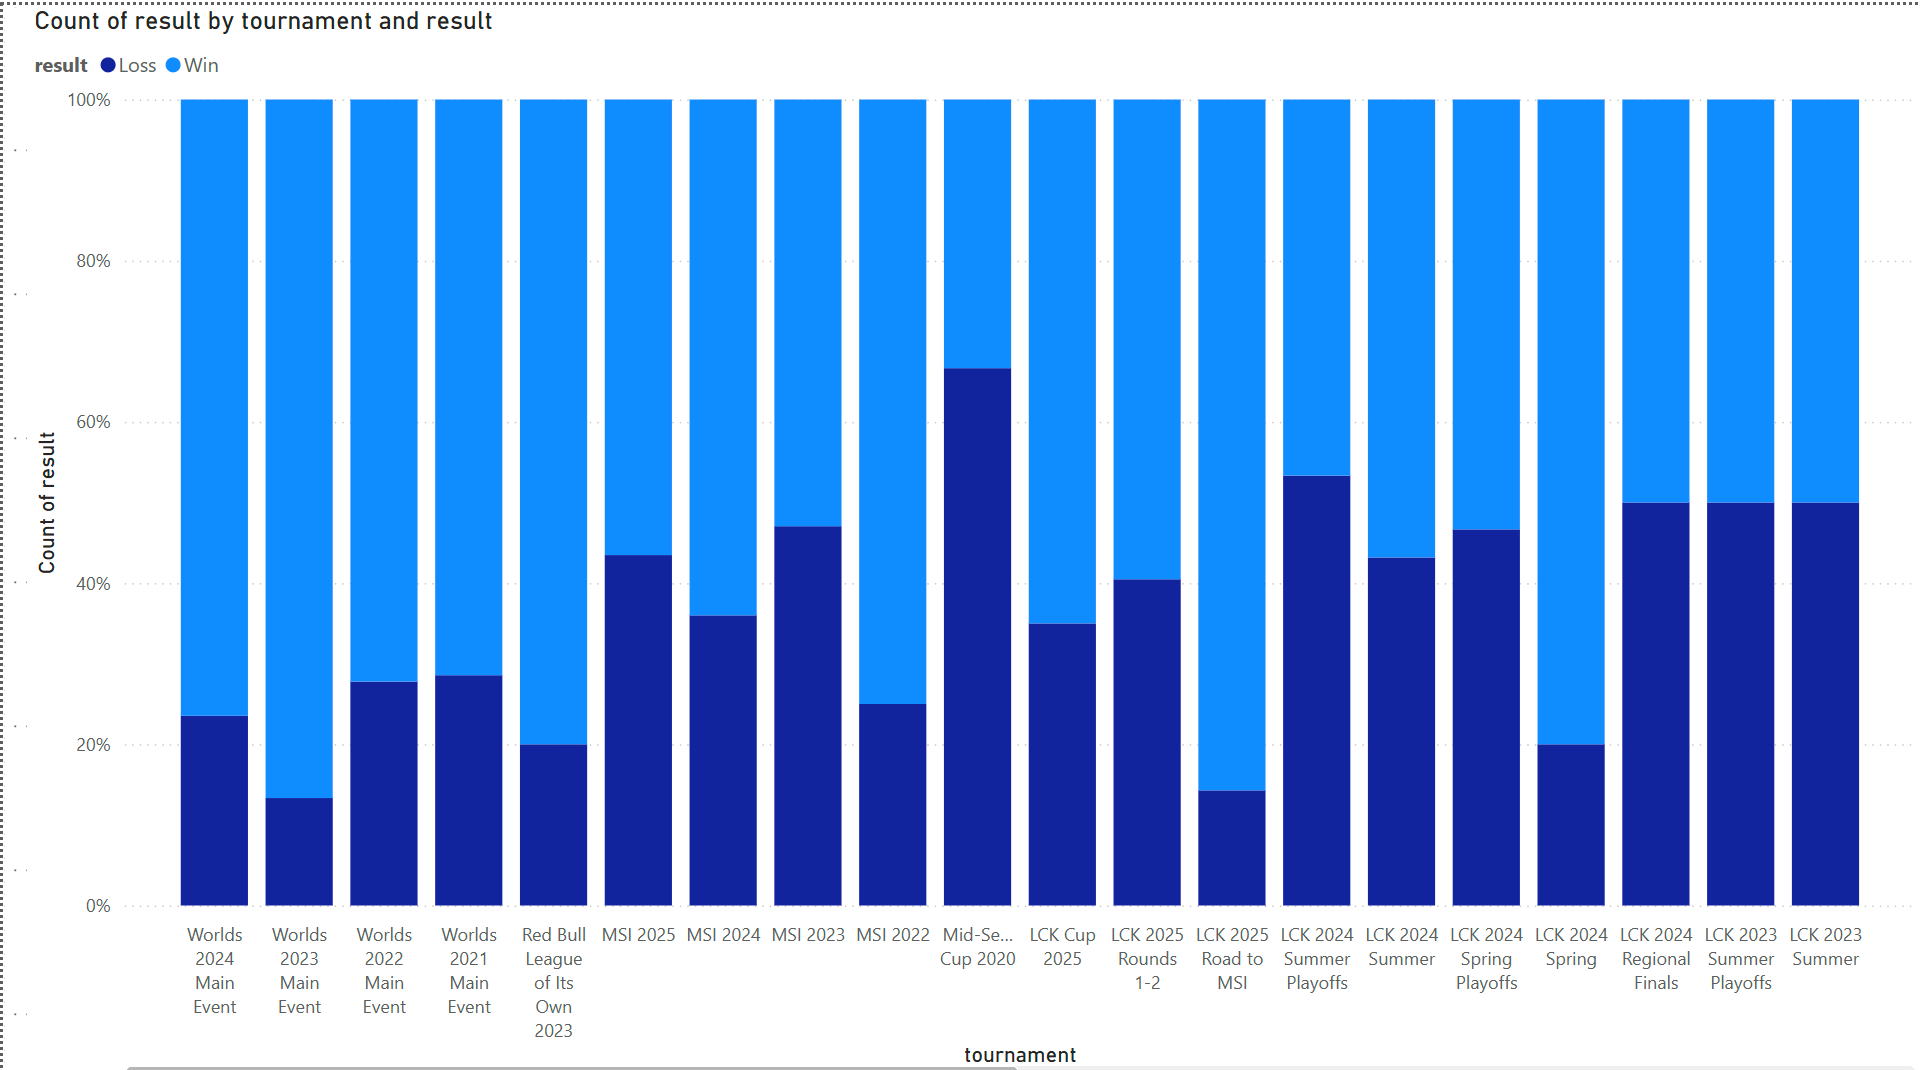 Count of result by tournament and result
result Loss Win
100%
80%
60%
40%
20%
0%
Count of result
Worlds 2024 Main Event
Worlds 2023 Main Event
Worlds 2022 Main Event
Worlds 2021 Main Event
Red Bull League of Its Own 2023
MSI 2025
MSI 2024
MSI 2023
MSI 2022
Mid-Se... Cup 2020
LCK Cup 2025
LCK 2025 Rounds 1-2
LCK 2025 Road to MSI
LCK 2024 Summer Playoffs
LCK 2024 Summer
LCK 2024 Spring Playoffs
LCK 2024 Spring
LCK 2024 Regional Finals
LCK 2023 Summer Playoffs
LCK 2023 Summer
tournament